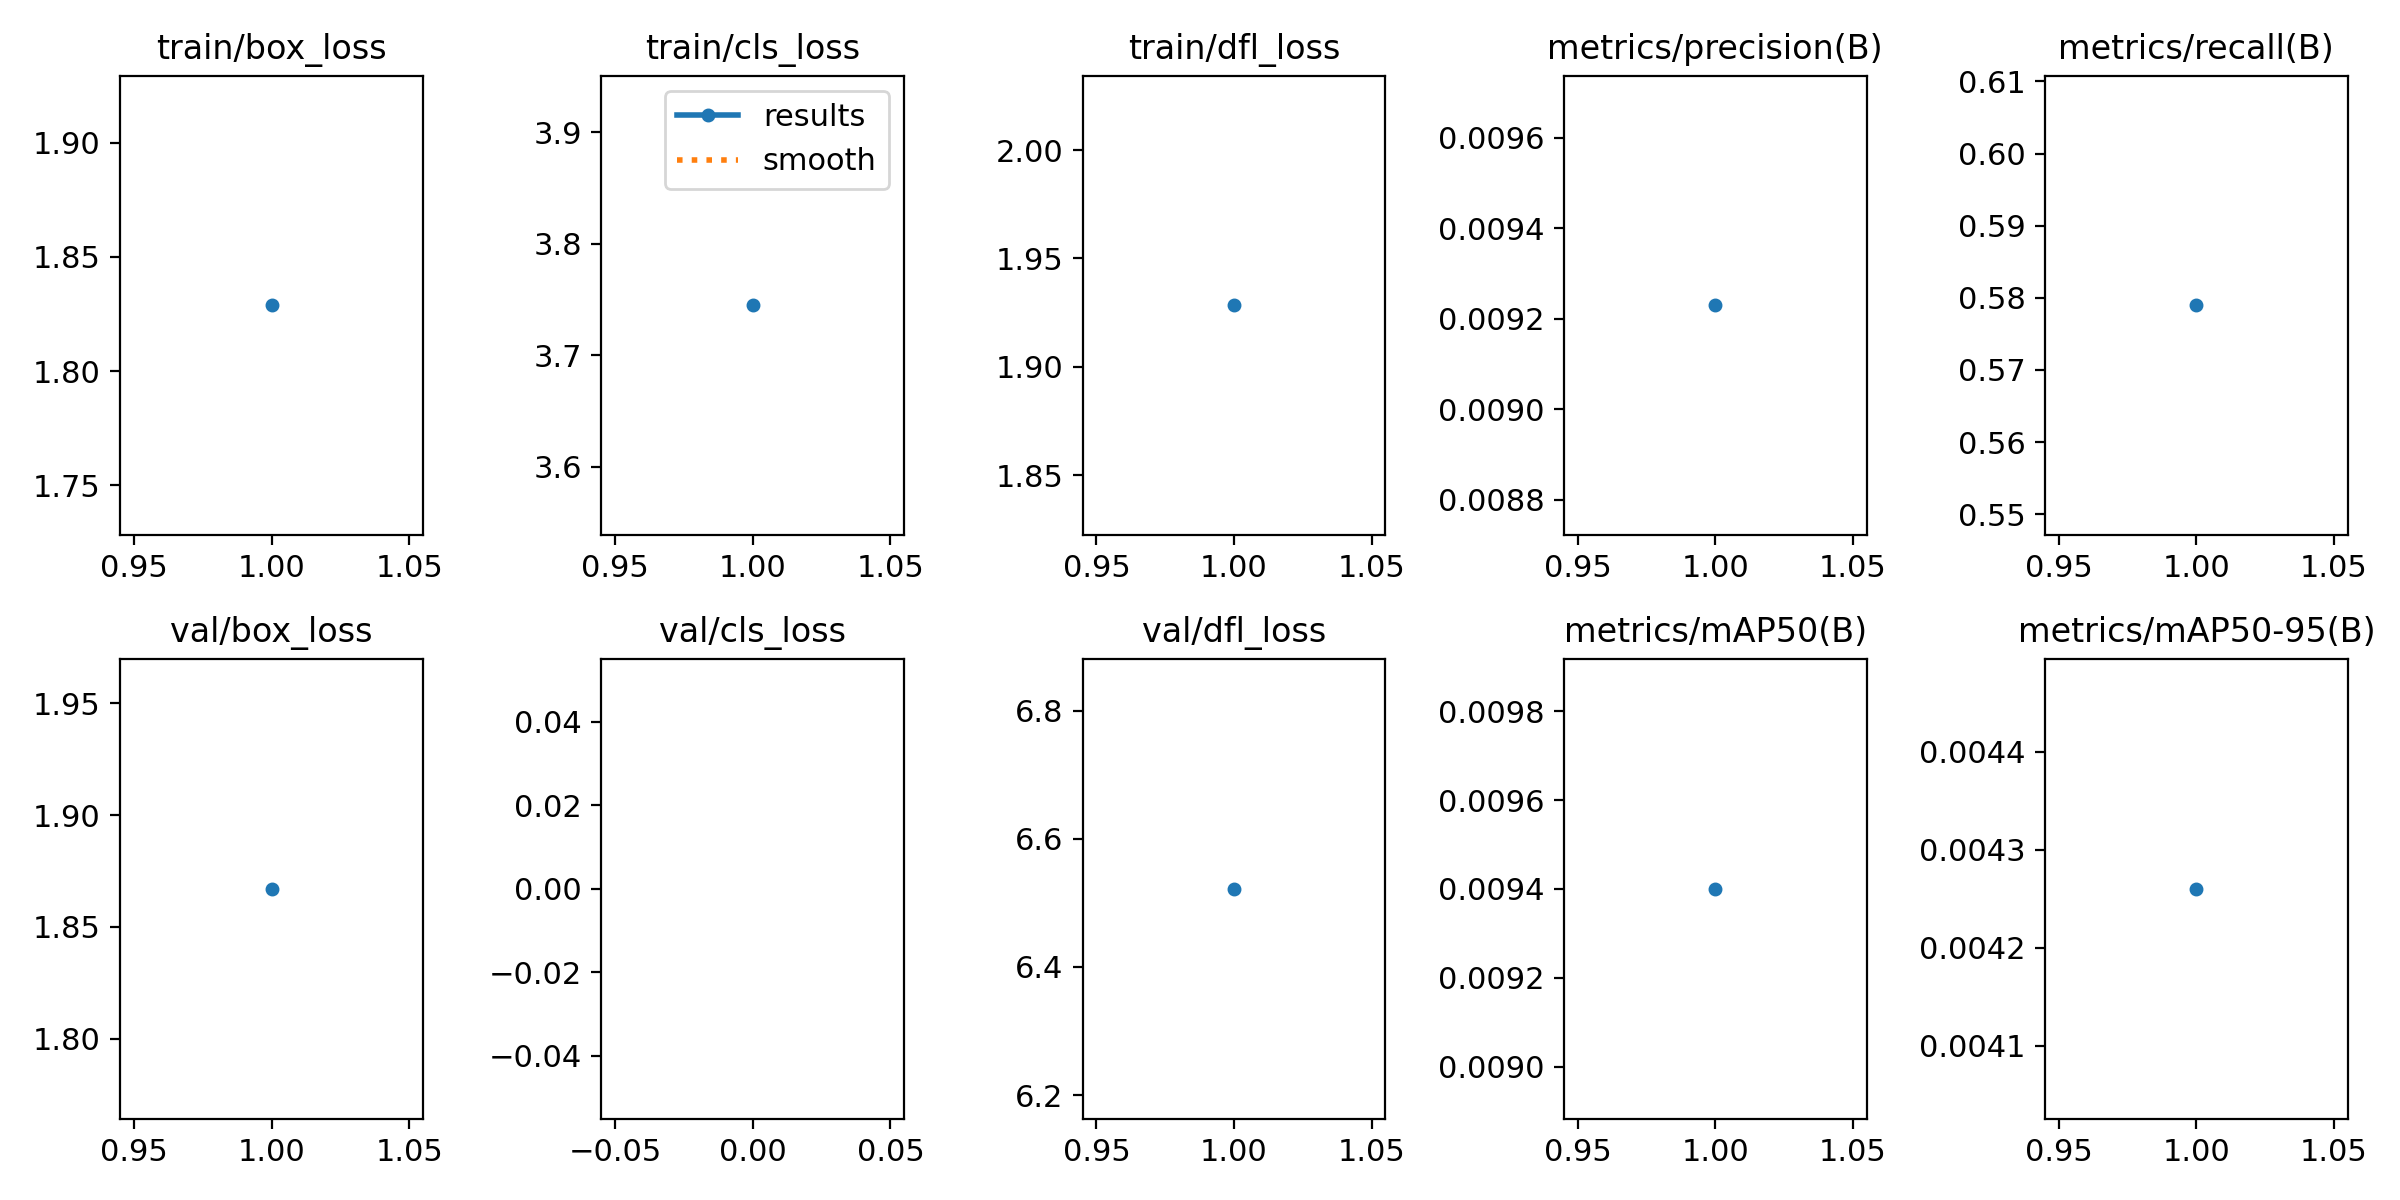 train/box_loss
1.90
1.85
1.80
1.75
0.95 1.00 1.05
train/cls_loss
results
smooth
3.9
3.8
3.7
3.6
0.95 1.00 1.05
train/dfl_loss
2.00
1.95
1.90
1.85
0.95 1.00 1.05
metrics/precision(B)
0.0096
0.0094
0.0092
0.0090
0.0088
0.95 1.00 1.05
metrics/recall(B)
0.61
0.60
0.59
0.58
0.57
0.56
0.55
0.95 1.00 1.05
val/box_loss
1.95
1.90
1.85
1.80
0.95 1.00 1.05
val/cls_loss
0.04
0.02
0.00
−0.02
−0.04
−0.05 0.00 0.05
val/dfl_loss
6.8
6.6
6.4
6.2
0.95 1.00 1.05
metrics/mAP50(B)
0.0098
0.0096
0.0094
0.0092
0.0090
0.95 1.00 1.05
metrics/mAP50-95(B)
0.0044
0.0043
0.0042
0.0041
0.95 1.00 1.05